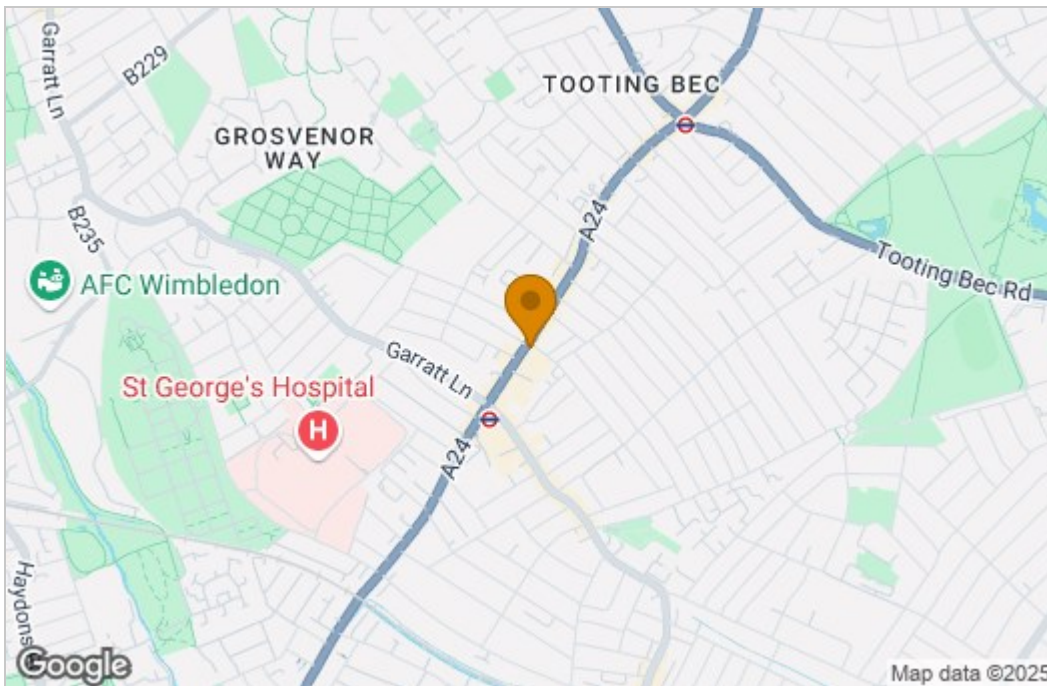 Garratt Ln
B229
TOOTING BEC
GROSVENOR
WAY
B235
A24
AFC Wimbledon
Tooting Bec Rd
Garratt Ln
St George's Hospital
H
A24
Haydons
Google
Map data ©2025